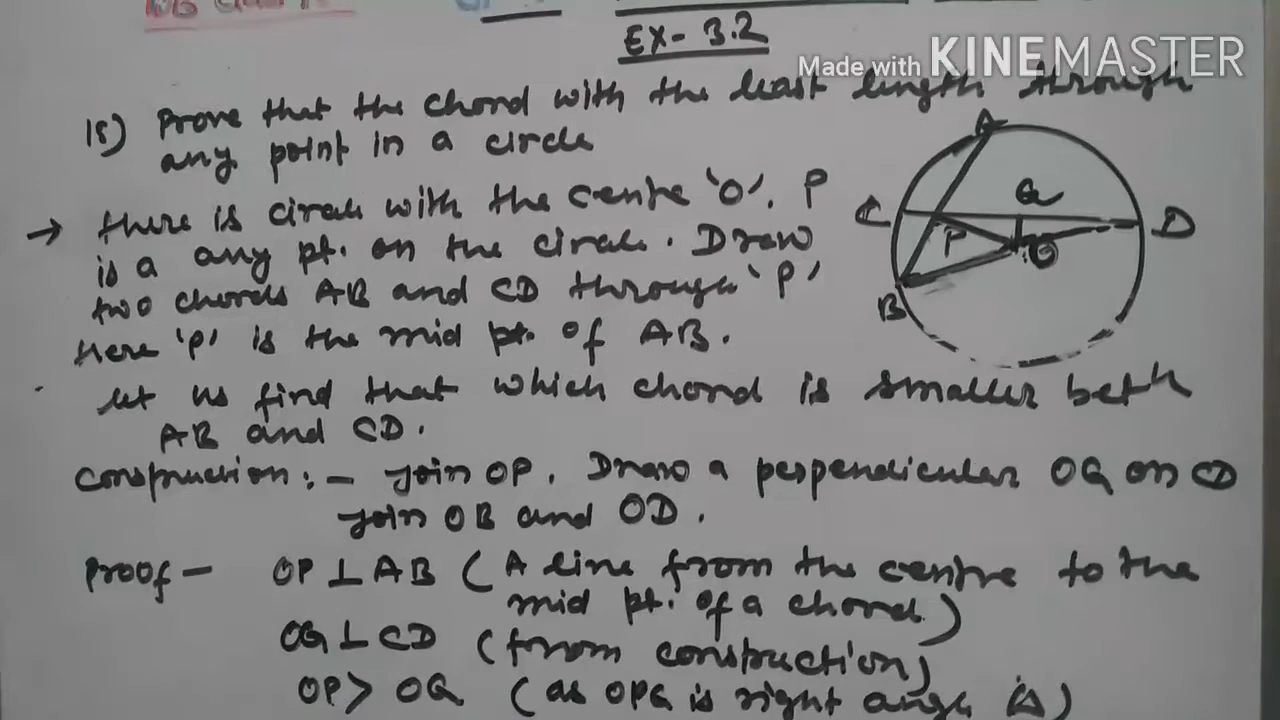 EX- 3.2
Made with KINEMASTER
15) Prove that the chord with the least length through
any point in a circle
→ there is circle with the centre 'O'. P
is a any pt. on the circle. Draw
two chords AB and CD through 'P'
Here 'P' is the mid pt. of AB.
let us find that which chord is smaller betn
AB and CD.
A
C
Q
D
P
O
B
construction:- Join OP. Draw a perpendicular OQ on CD
Join OB and OD.
Proof - OP ⊥ AB (A line from the centre to the
mid pt. of a chord)
OQ ⊥ CD (from construction)
OP > OQ (as OPQ is right angle Δ)